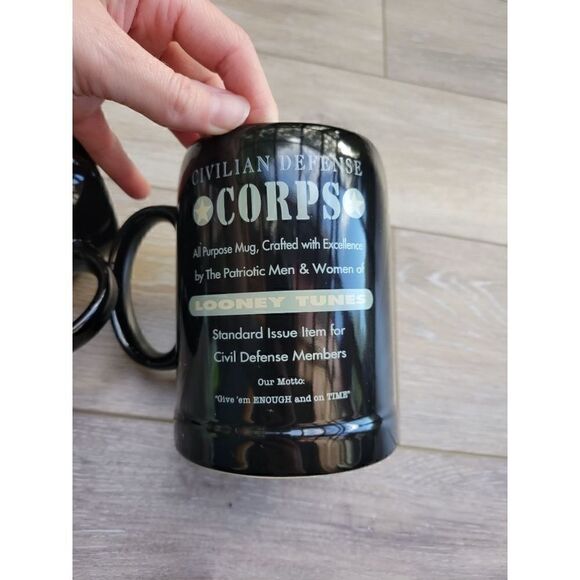 CIVILIAN DEFENSE
CORPS
All Purpose Mug, Crafted with Excellence
by The Patriotic Men & Women of
LOONEY TUNES
Standard Issue Item for
Civil Defense Members
Our Motto:
"Give 'em ENOUGH and on TIME"